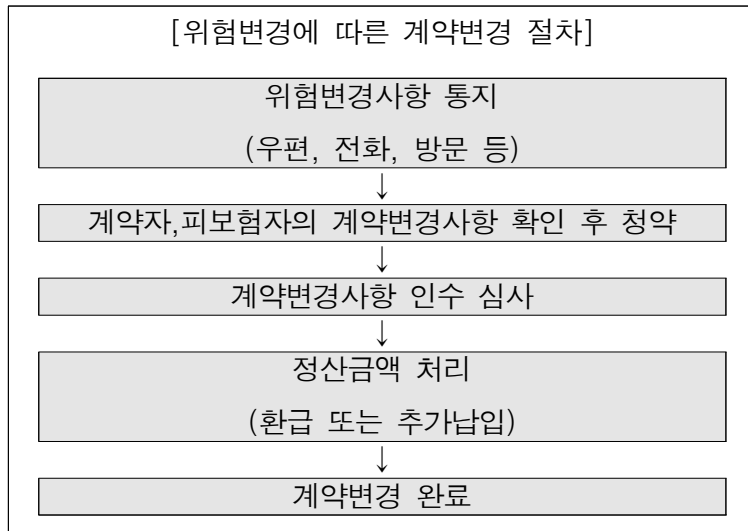 [위험변경에 따른 계약변경 절차]
위험변경사항 통지
(우편, 전화, 방문 등)
↓
계약자,피보험자의 계약변경사항 확인 후 청약
↓
계약변경사항 인수 심사
↓
정산금액 처리
(환급 또는 추가납입)
↓
계약변경 완료